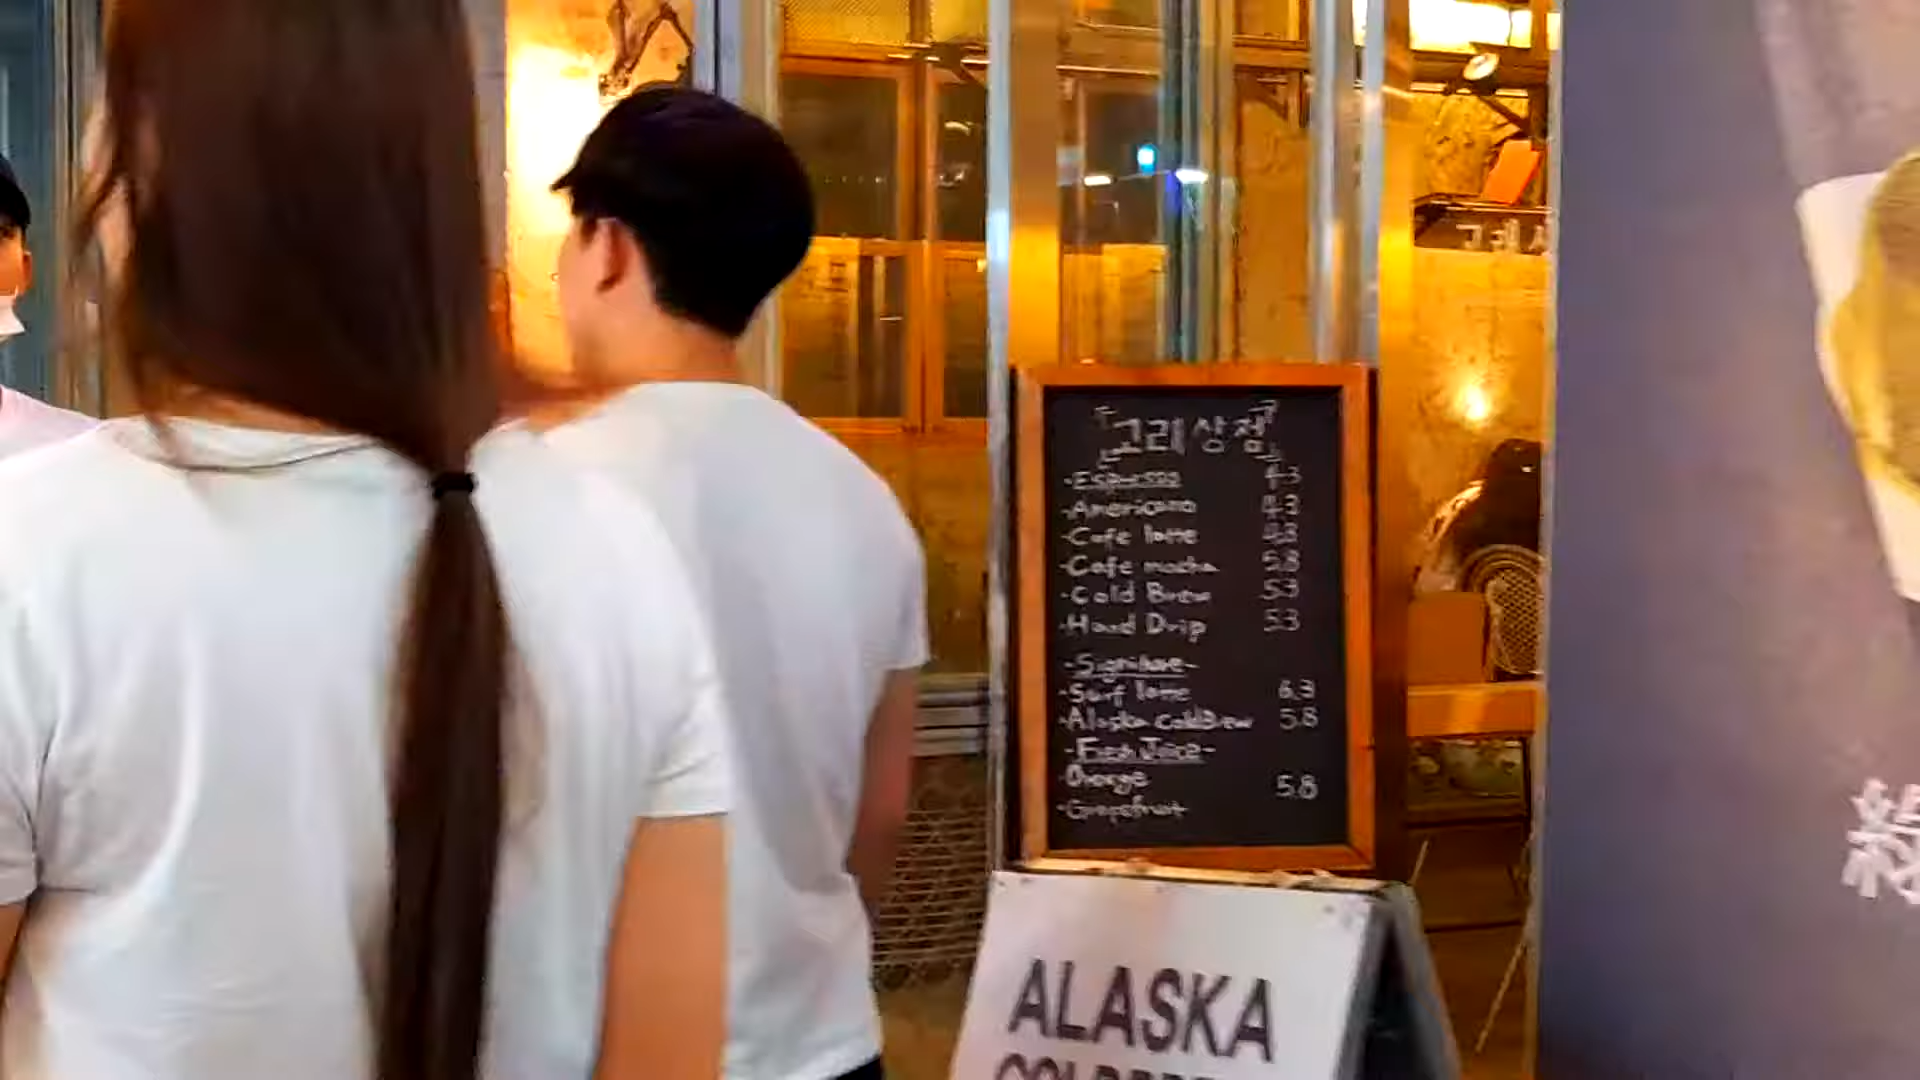 『고래상점』
-Espresso 4.3
-Americano 4.3
-Cafe latte 4.8
-Cafe mocha 5.8
-Cold Brew 5.3
-Hand Drip 5.3
-Signature-
-Surf latte 6.3
-Alaska ColdBrew 5.8
-Fresh Juice-
-Orange 5.8
-Grapefruit
ALASKA